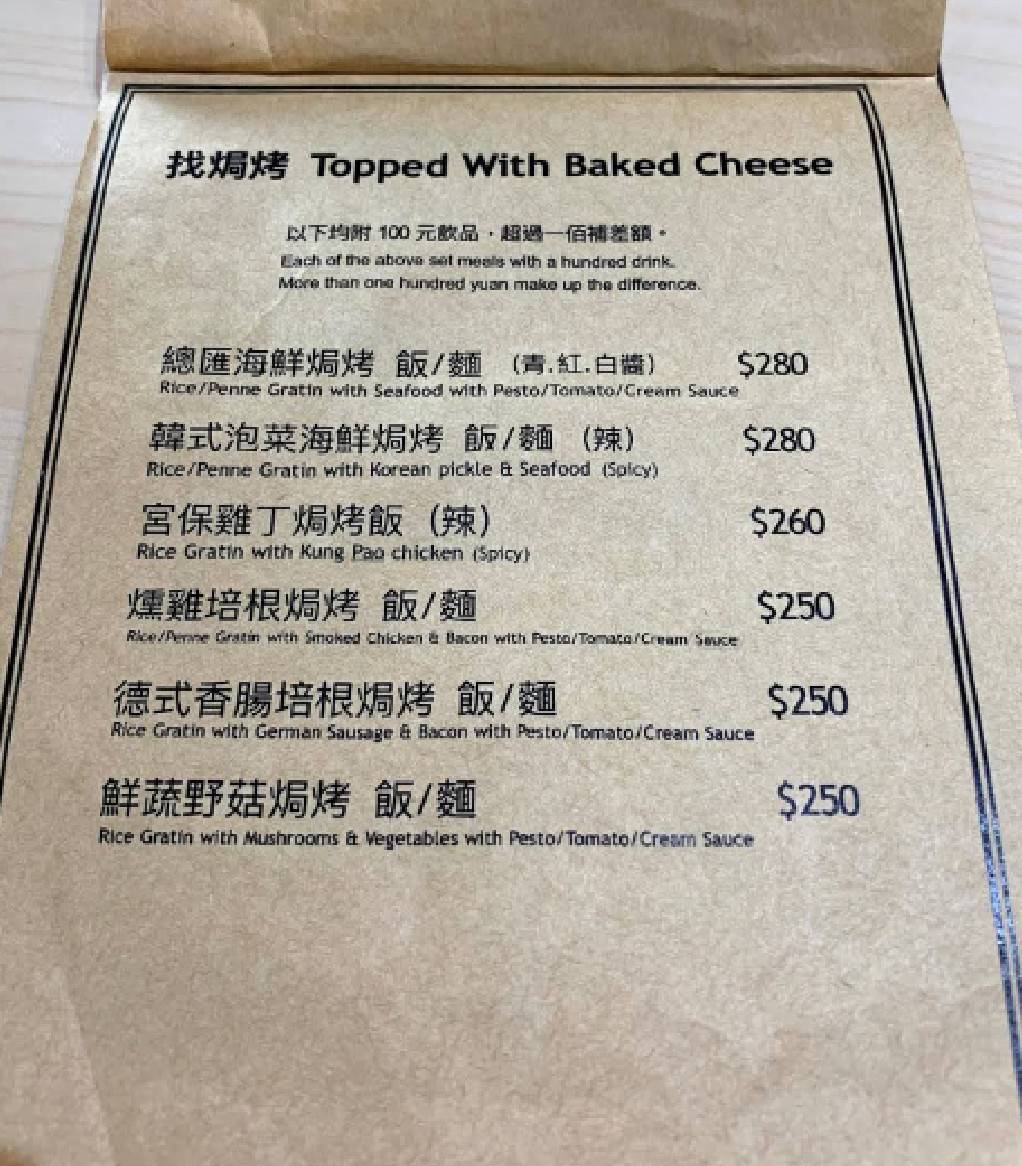 找焗烤 Topped With Baked Cheese
以下均附 100 元飲品，超過一佰補差額。
Each of the above set meals with a hundred drink.
More than one hundred yuan make up the difference.
總匯海鮮焗烤 飯/麵 (青.紅.白醬) $280
Rice/Penne Gratin with Seafood with Pesto/Tomato/Cream Sauce
韓式泡菜海鮮焗烤 飯/麵 (辣) $280
Rice/Penne Gratin with Korean pickle & Seafood (Spicy)
宮保雞丁焗烤飯 (辣) $260
Rice Gratin with Kung Pao chicken (Spicy)
燻雞培根焗烤 飯/麵 $250
Rice/Penne Gratin with Smoked Chicken & Bacon with Pesto/Tomato/Cream Sauce
德式香腸培根焗烤 飯/麵 $250
Rice Gratin with German Sausage & Bacon with Pesto/Tomato/Cream Sauce
鮮蔬野菇焗烤 飯/麵 $250
Rice Gratin with Mushrooms & Vegetables with Pesto/Tomato/Cream Sauce